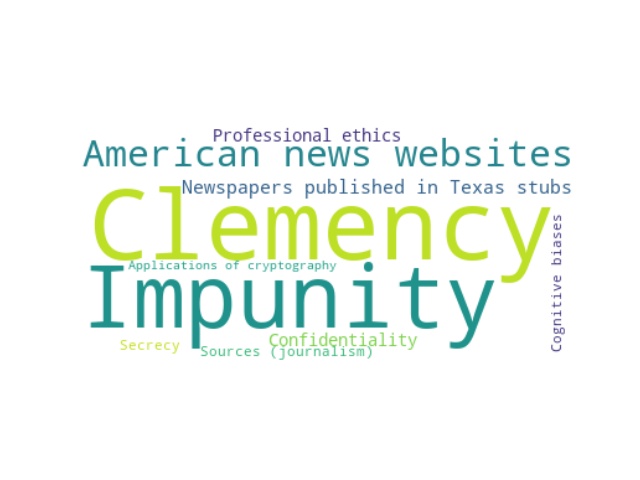 Professional ethics
American news websites
Newspapers published in Texas stubs
Clemency
Cognitive biases
Applications of cryptography
Impunity
Confidentiality
Secrecy
Sources (journalism)